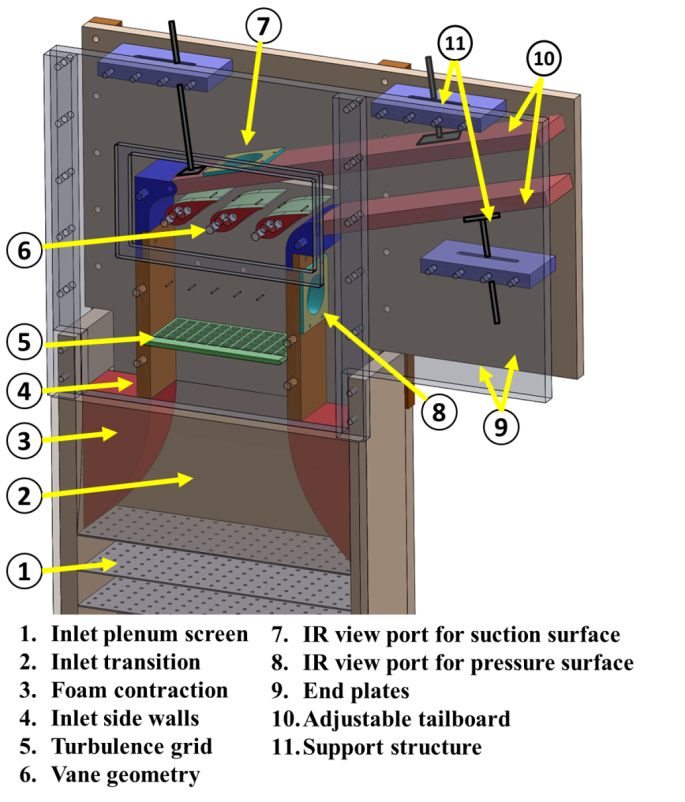 7
11
10
6
5
4
3
8
9
2
1
1. Inlet plenum screen
2. Inlet transition
3. Foam contraction
4. Inlet side walls
5. Turbulence grid
6. Vane geometry
7. IR view port for suction surface
8. IR view port for pressure surface
9. End plates
10. Adjustable tailboard
11. Support structure